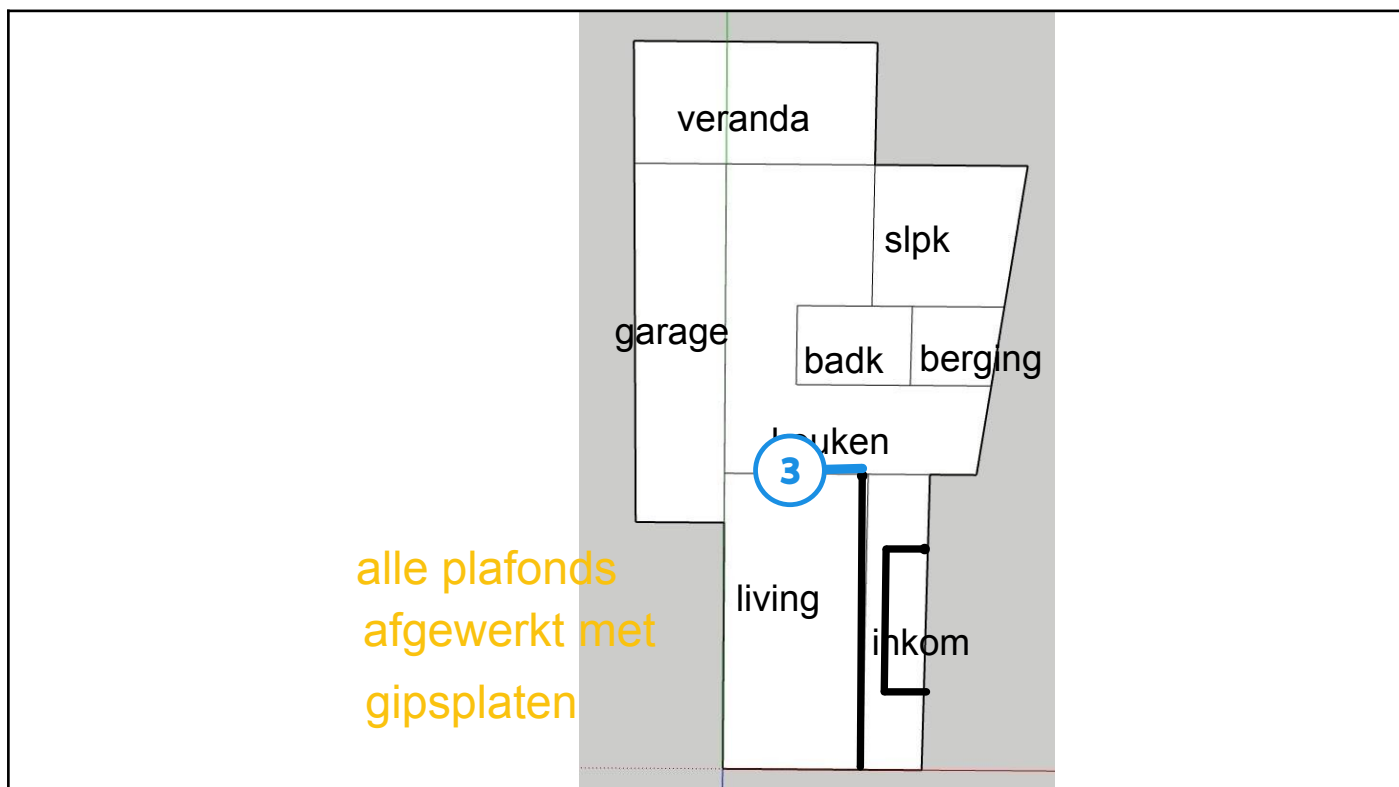 veranda
slpk
garage
badk
berging
keuken
3
alle plafonds
afgewerkt met
gipsplaten
living
inkom